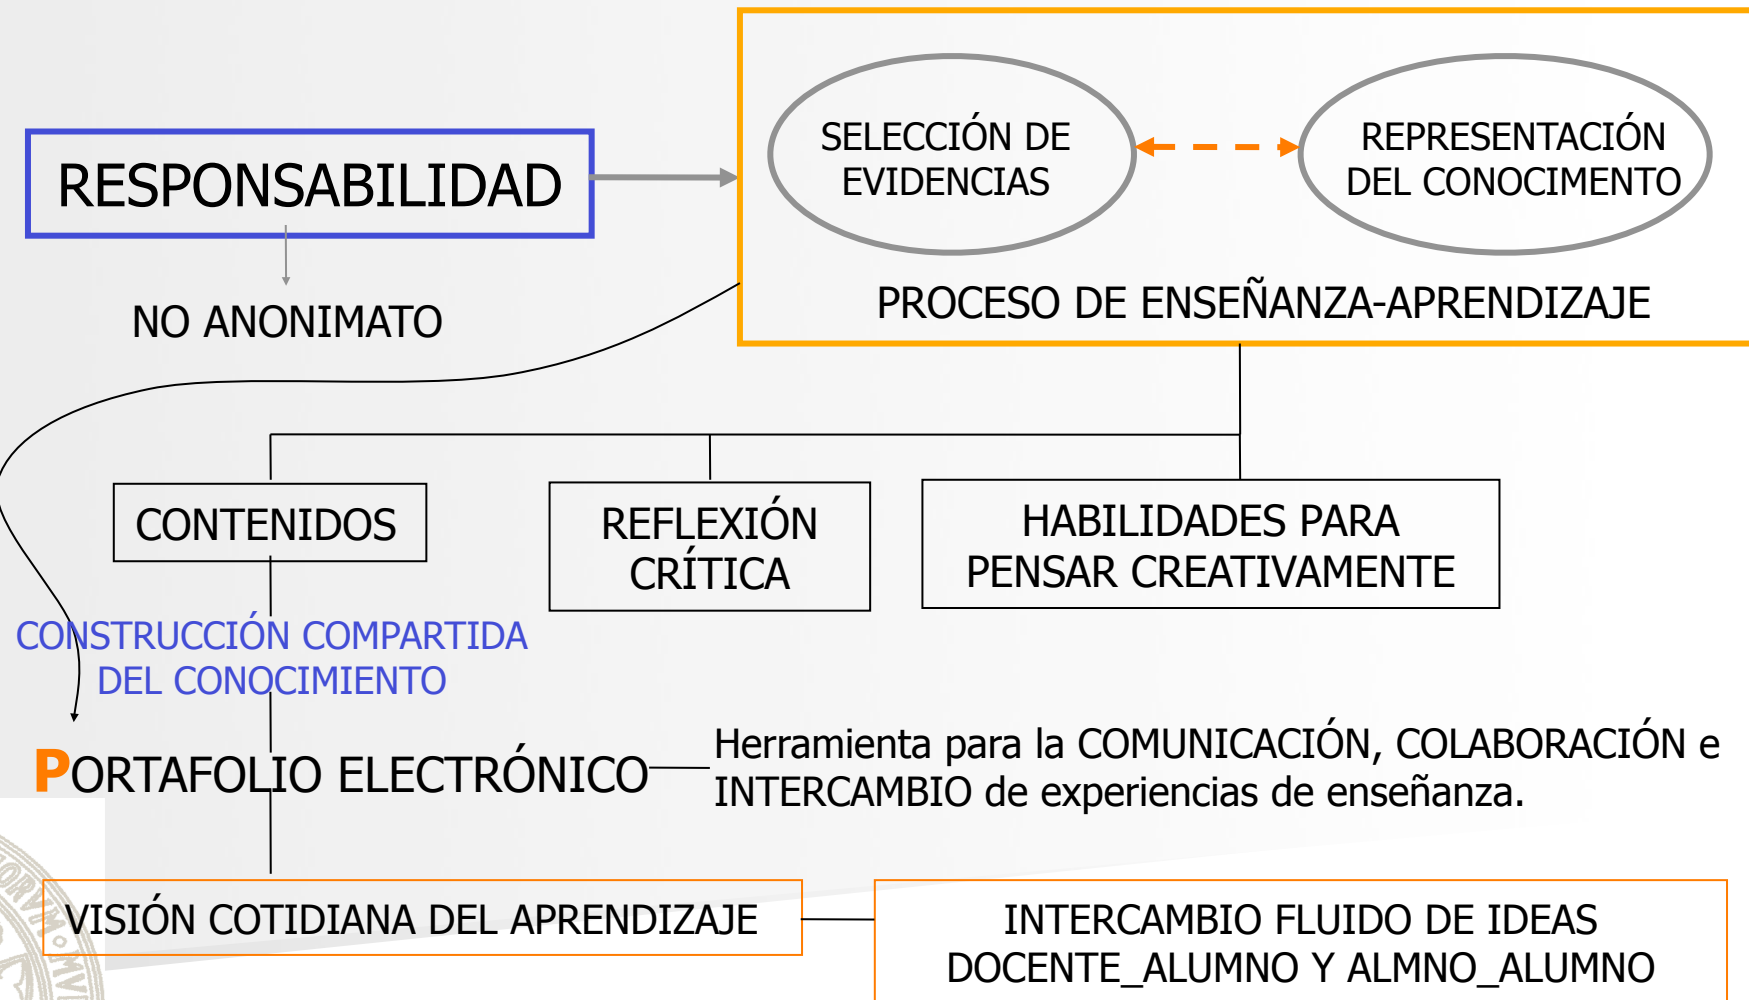 SELECCIÓN DE
EVIDENCIAS
REPRESENTACIÓN
DEL CONOCIMENTO
RESPONSABILIDAD
PROCESO DE ENSEÑANZA-APRENDIZAJE
NO ANONIMATO
CONTENIDOS
REFLEXIÓN
CRÍTICA
HABILIDADES PARA
PENSAR CREATIVAMENTE
CONSTRUCCIÓN COMPARTIDA
DEL CONOCIMIENTO
PORTAFOLIO ELECTRÓNICO
Herramienta para la COMUNICACIÓN, COLABORACIÓN e
INTERCAMBIO de experiencias de enseñanza.
VISIÓN COTIDIANA DEL APRENDIZAJE
INTERCAMBIO FLUIDO DE IDEAS
DOCENTE_ALUMNO Y ALMNO_ALUMNO